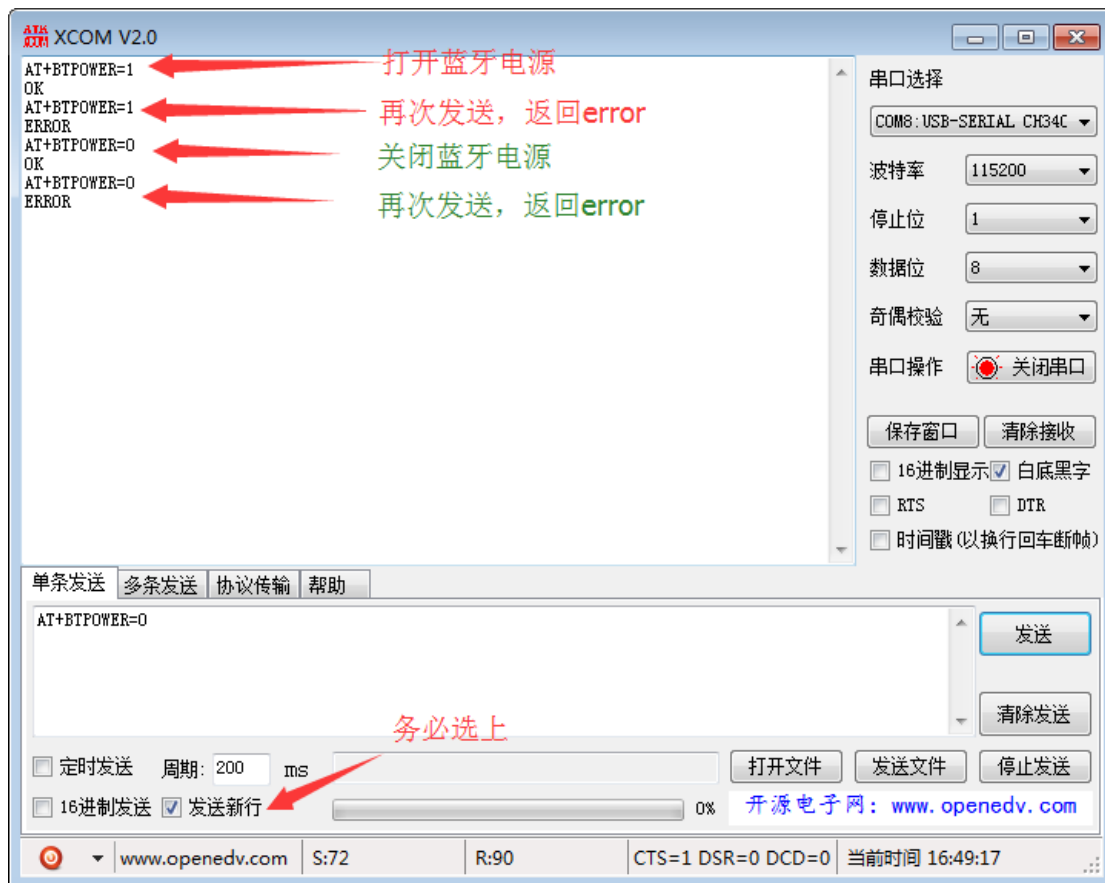 ATK COM XCOM V2.0
AT+BTPOWER=1
打开蓝牙电源
OK
AT+BTPOWER=1
再次发送，返回error
ERROR
AT+BTPOWER=0
关闭蓝牙电源
OK
AT+BTPOWER=0
再次发送，返回error
ERROR
串口选择
COM8:USB-SERIAL CH34C
波特率 115200
停止位 1
数据位 8
奇偶校验 无
串口操作 关闭串口
保存窗口 清除接收
16进制显示 白底黑字
RTS DTR
时间戳(以换行回车断帧)
单条发送 多条发送 协议传输 帮助
AT+BTPOWER=0
发送
清除发送
务必选上
定时发送 周期: 200 ms 打开文件 发送文件 停止发送
16进制发送 发送新行 0% 开源电子网: www.openedv.com
www.openedv.com S:72 R:90 CTS=1 DSR=0 DCD=0 当前时间 16:49:17